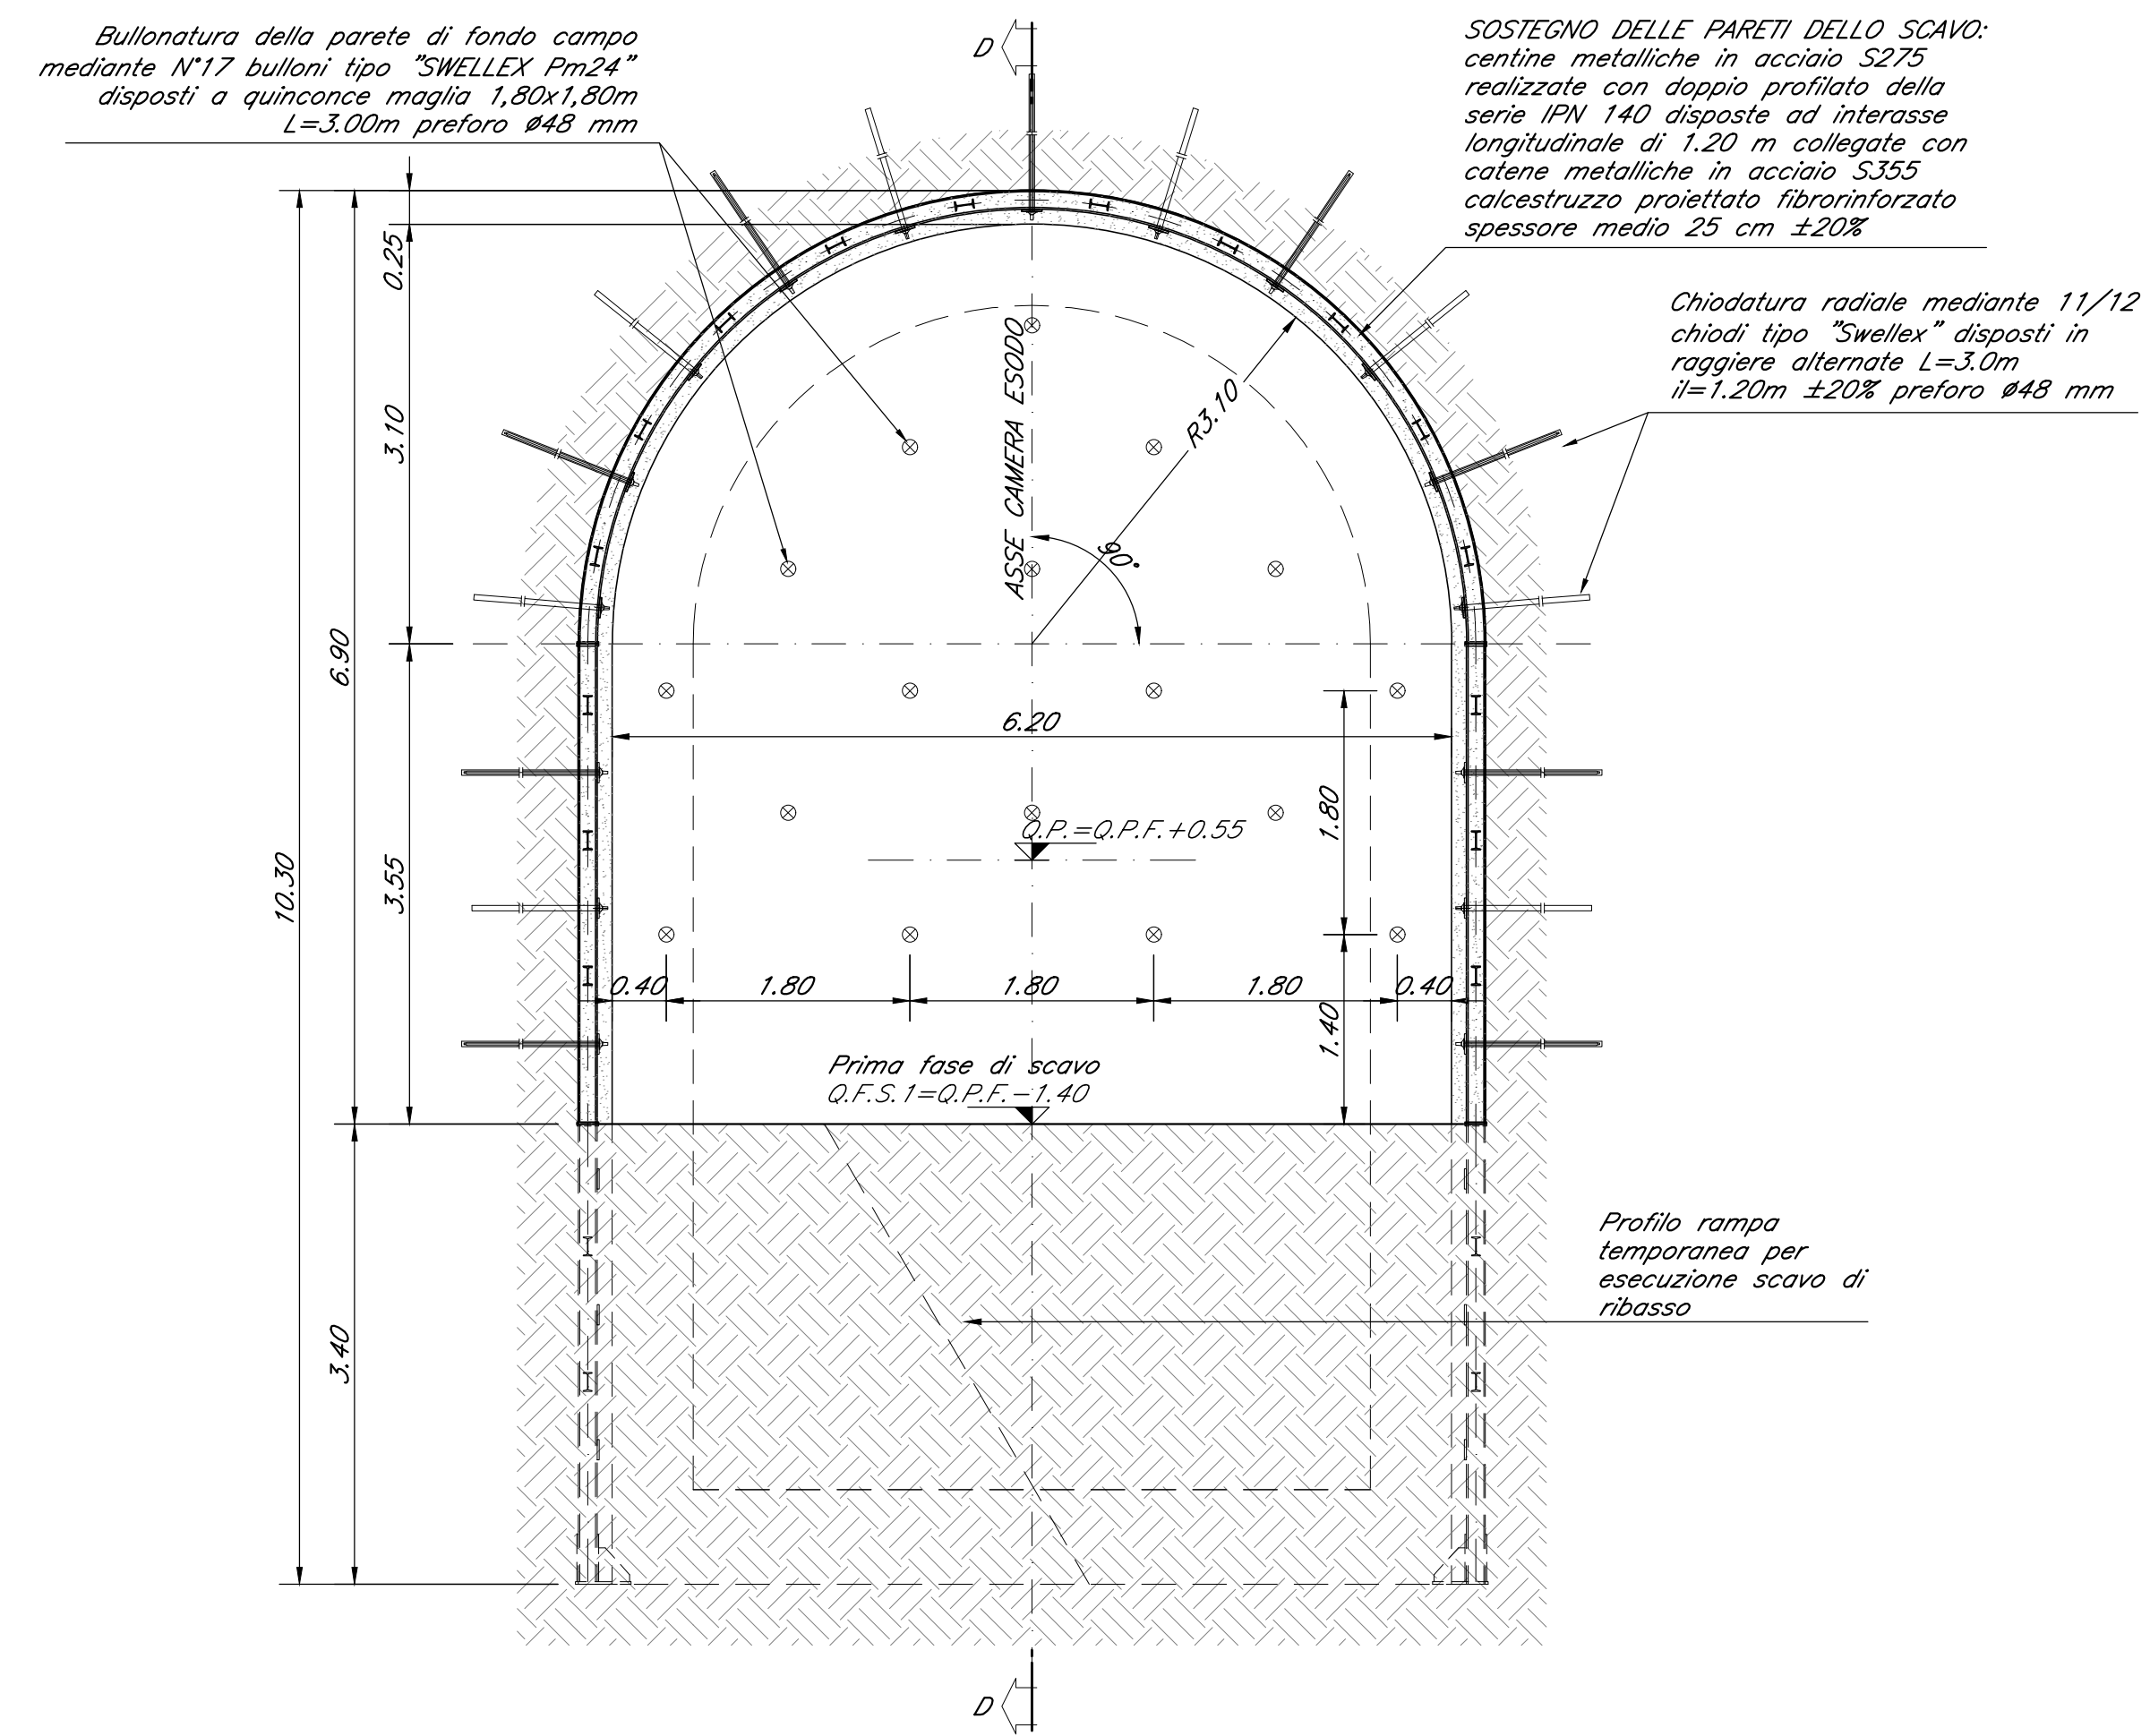 Bullonatura della parete di fondo campo
mediante N°17 bulloni tipo "SWELLEX Pm24"
disposti a quinconce maglia 1,80x1,80m
L=3.00m preforo ø48 mm
D
SOSTEGNO DELLE PARETI DELLO SCAVO:
centine metalliche in acciaio S275
realizzate con doppio profilato della
serie IPN 140 disposte ad interasse
longitudinale di 1.20 m collegate con
catene metalliche in acciaio S355
calcestruzzo proiettato fibrorinforzato
spessore medio 25 cm ±20%
Chiodatura radiale mediante 11/12
chiodi tipo "Swellex" disposti in
raggiere alternate L=3.0m
il=1.20m ±20% preforo ø48 mm
0.25
3.10
6.90
3.55
10.30
3.40
ASSE CAMERA ESODO
R3.10
90°
6.20
1.80
Q.P.=Q.P.F.+0.55
0.40
1.80
1.80
1.80
0.40
1.40
Prima fase di scavo
Q.F.S.1=Q.P.F.-1.40
Profilo rampa
temporanea per
esecuzione scavo di
ribasso
D